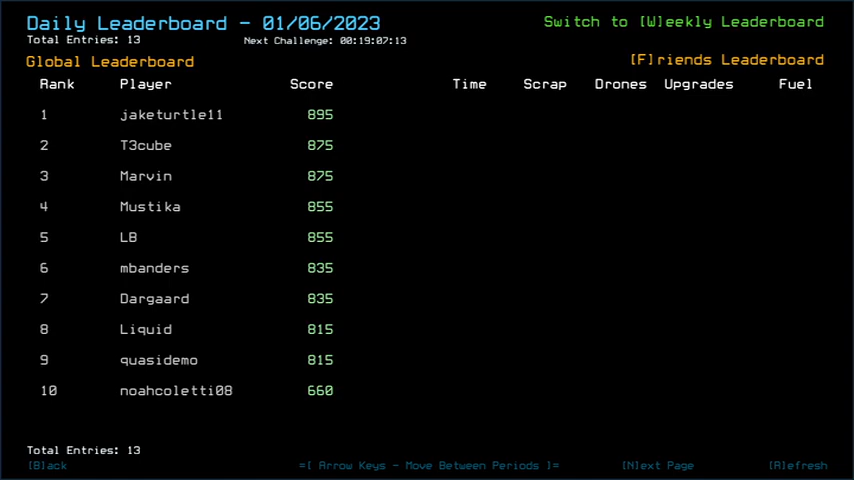 Daily Leaderboard - 01/06/2023
Switch to [W]eekly Leaderboard
Total Entries: 13
Next Challenge: 00:19:07:13
Global Leaderboard
[F]riends Leaderboard
Rank Player Score Time Scrap Drones Upgrades Fuel
1 jaketurtle11 895
2 T3cube 875
3 Marvin 875
4 Mustika 855
5 LB 855
6 mbanders 835
7 Dargaard 835
8 Liquid 815
9 quasidemo 815
10 noahcoletti08 660
Total Entries: 13
[B]ack =[ Arrow Keys - Move Between Periods ]= [N]ext Page [R]efresh